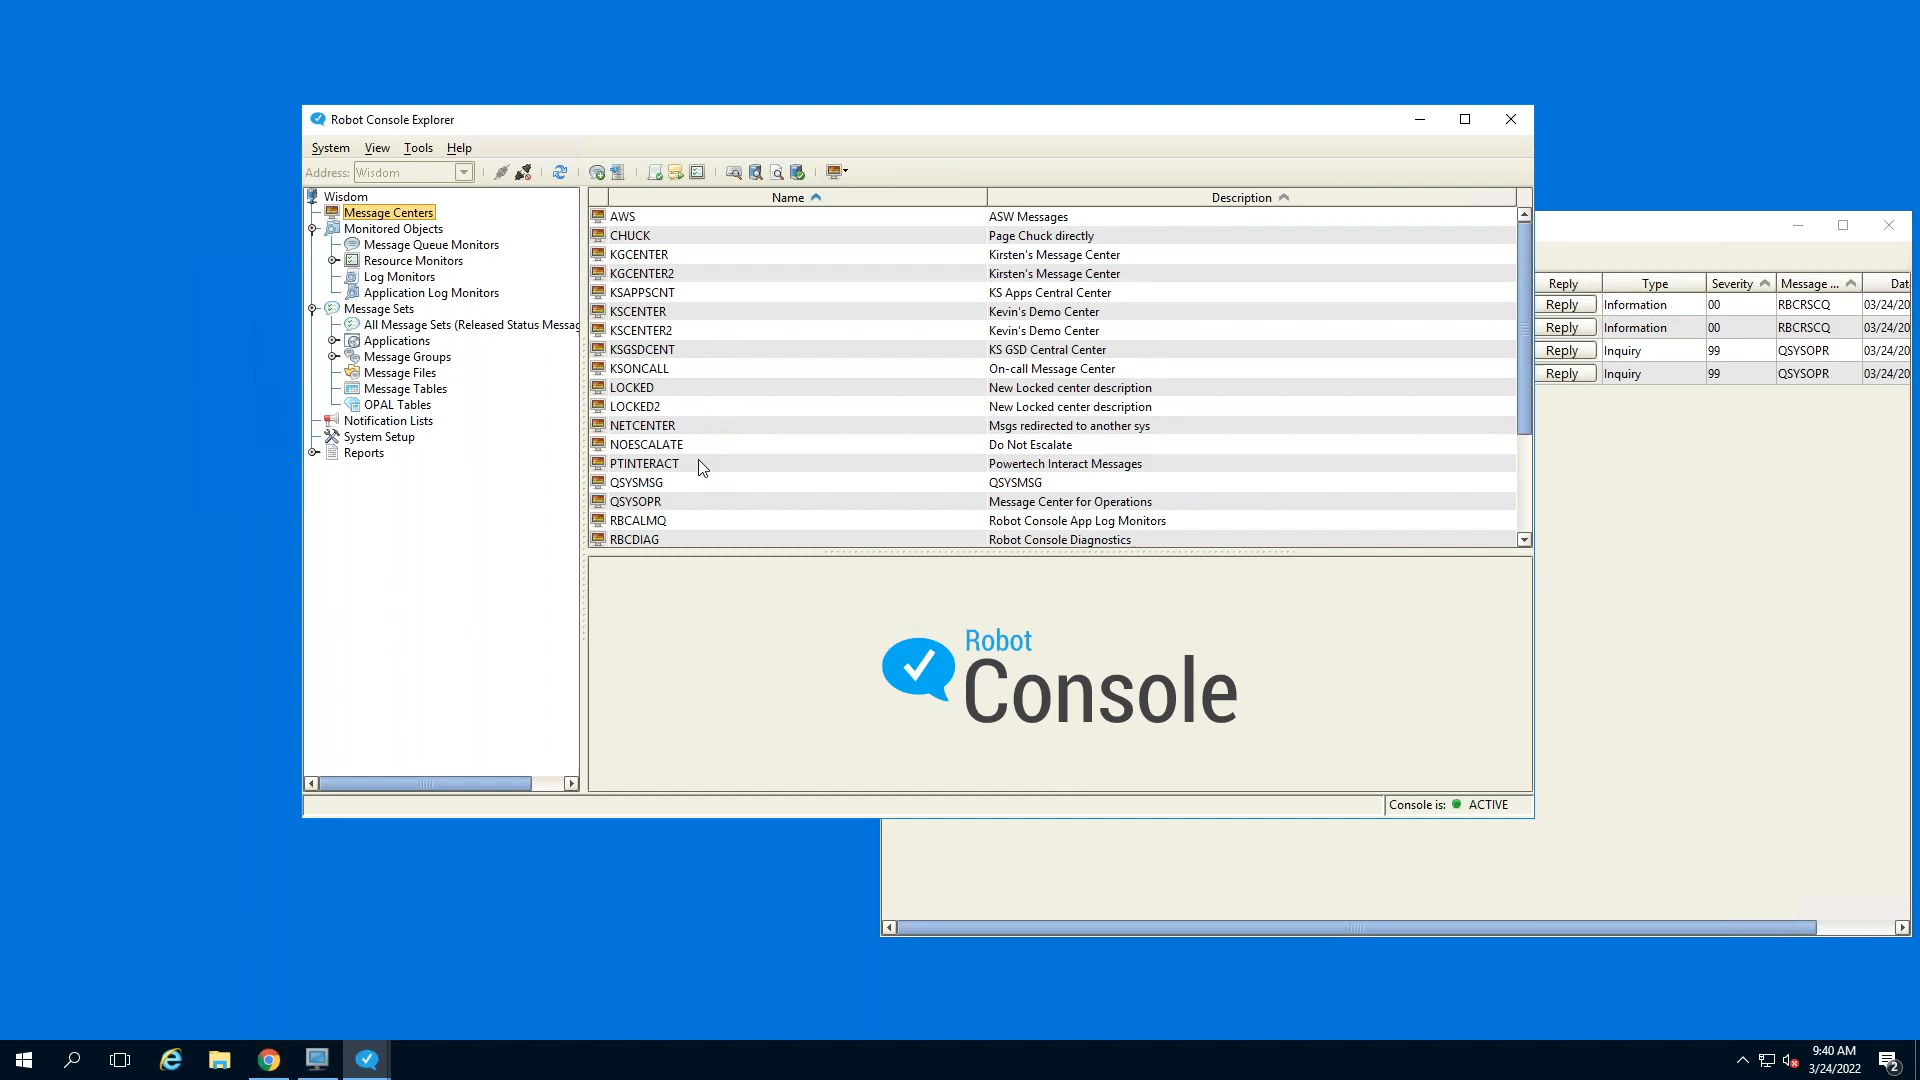 Robot Console Explorer
System View Tools Help
Address: Wisdom
Wisdom
Message Centers
Monitored Objects
Message Queue Monitors
Resource Monitors
Log Monitors
Application Log Monitors
Message Sets
All Message Sets (Released Status Messag
Applications
Message Groups
Message Files
Message Tables
OPAL Tables
Notification Lists
System Setup
Reports
Name Description
AWS ASW Messages
CHUCK Page Chuck directly
KGCENTER Kirsten's Message Center
KGCENTER2 Kirsten's Message Center
KSAPPSCNT KS Apps Central Center
KSCENTER Kevin's Demo Center
KSCENTER2 Kevin's Demo Center
KSGSDCENT KS GSD Central Center
KSONCALL On-call Message Center
LOCKED New Locked center description
LOCKED2 New Locked center description
NETCENTER Msgs redirected to another sys
NOESCALATE Do Not Escalate
PTINTERACT Powertech Interact Messages
QSYSMSG QSYSMSG
QSYSOPR Message Center for Operations
RBCALMQ Robot Console App Log Monitors
RBCDIAG Robot Console Diagnostics
Robot
Console
Console is: ACTIVE
Reply Type Severity Message ... Dat
Reply Information 00 RBCRSCQ 03/24/20
Reply Information 00 RBCRSCQ 03/24/20
Reply Inquiry 99 QSYSOPR 03/24/20
Reply Inquiry 99 QSYSOPR 03/24/20
9:40 AM
3/24/2022
2